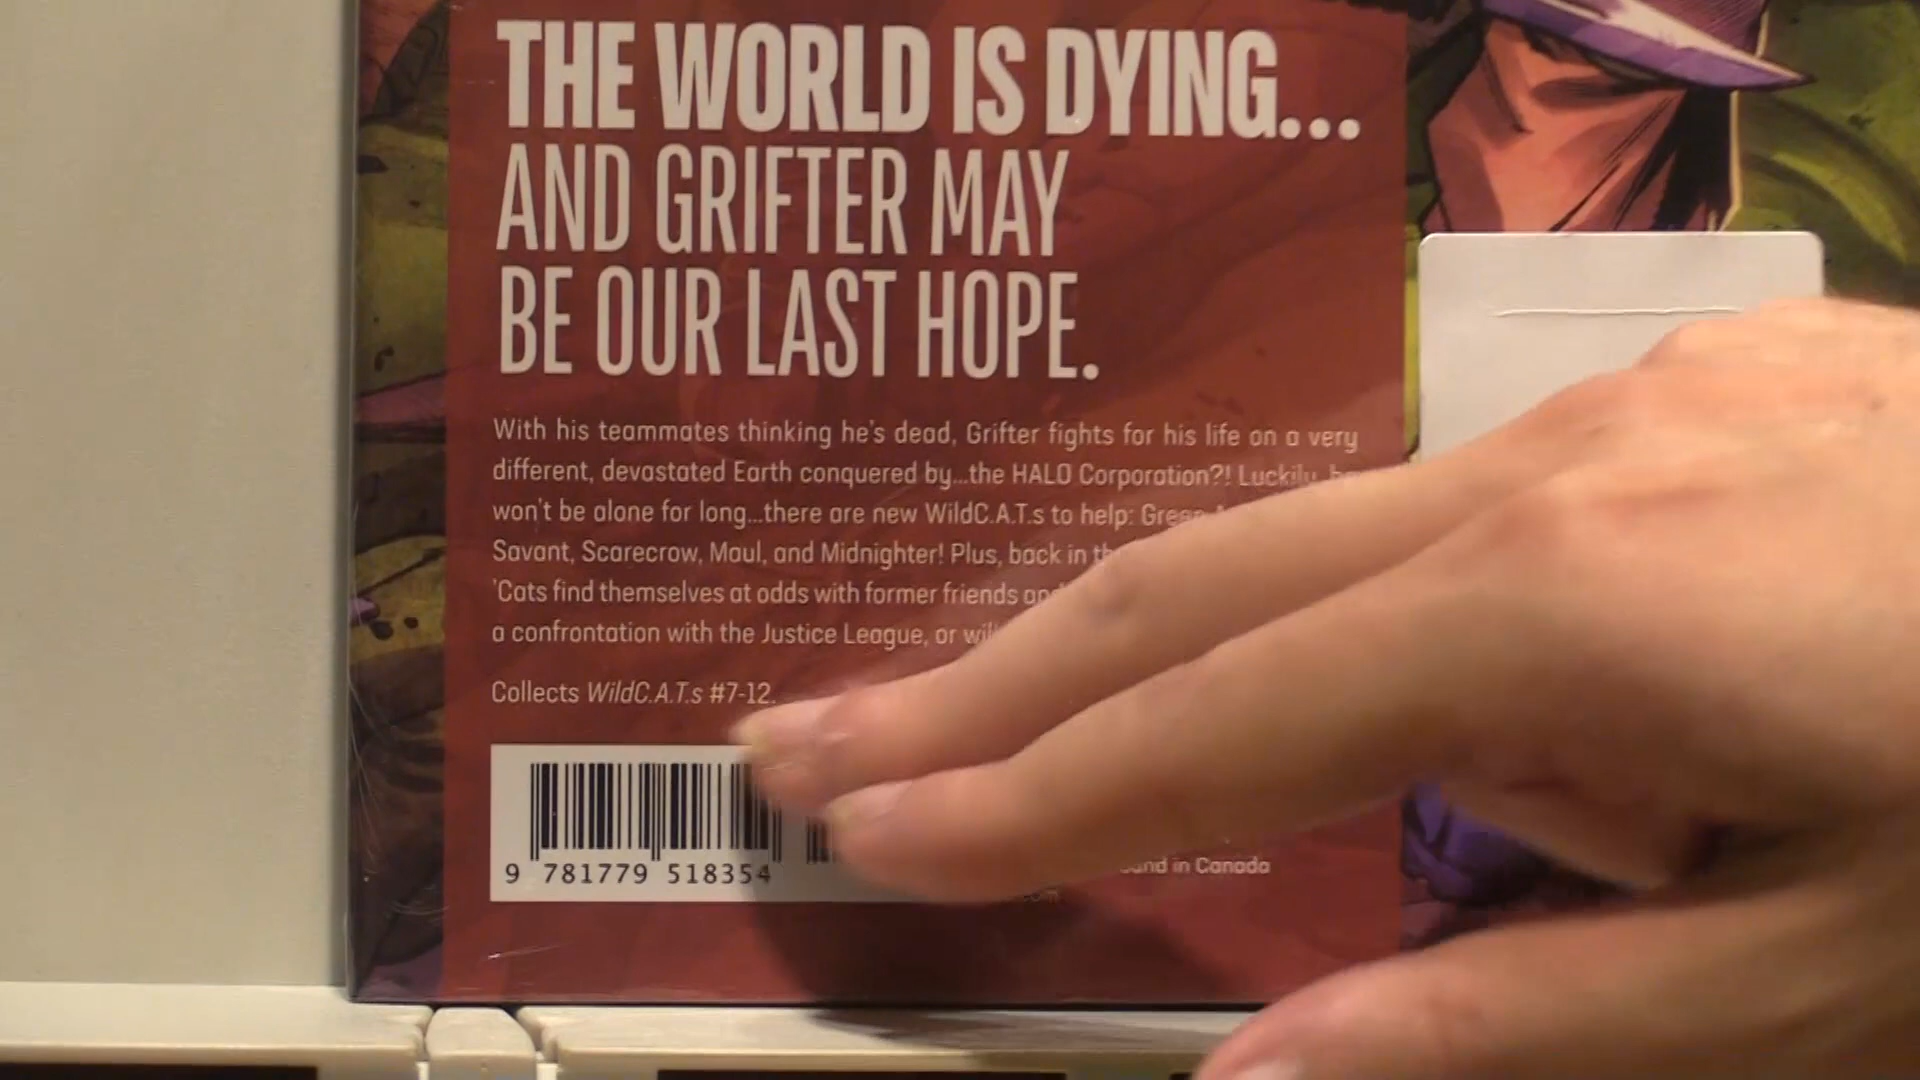 THE WORLD IS DYING...
AND GRIFTER MAY
BE OUR LAST HOPE.
With his teammates thinking he's dead, Grifter fights for his life on a very
different, devastated Earth conquered by...the HALO Corporation?! Luckily,
won't be alone for long...there are new WildC.A.T.s to help:
Savant, Scarecrow, Maul, and Midnighter! Plus, back in
'Cats find themselves at odds with former friends
a confrontation with the Justice League, or
Collects WildC.A.T.s #7-12.
9 781779 518354
in Canada